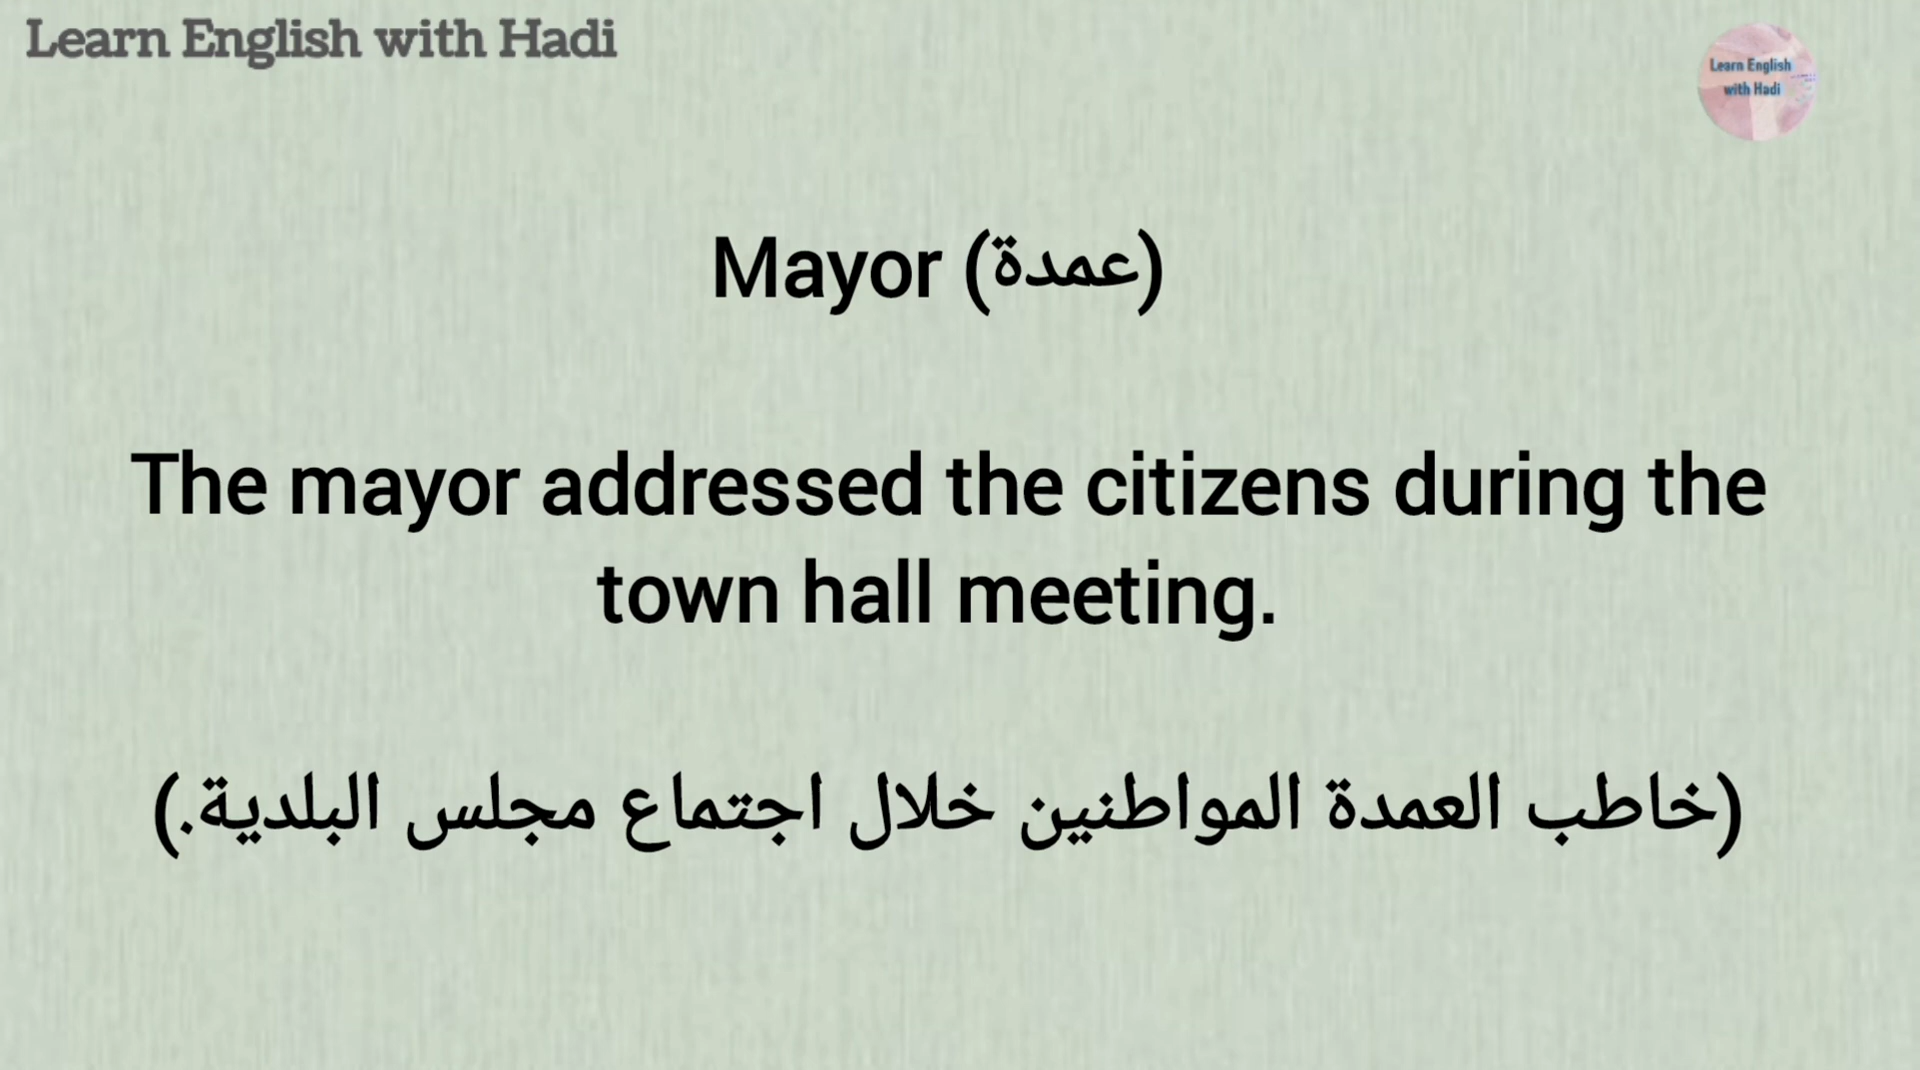 Learn English with Hadi
Learn English
with Hadi
Mayor (عمدة)
The mayor addressed the citizens during the
town hall meeting.
(خاطب العمدة المواطنين خلال اجتماع مجلس البلدية.)